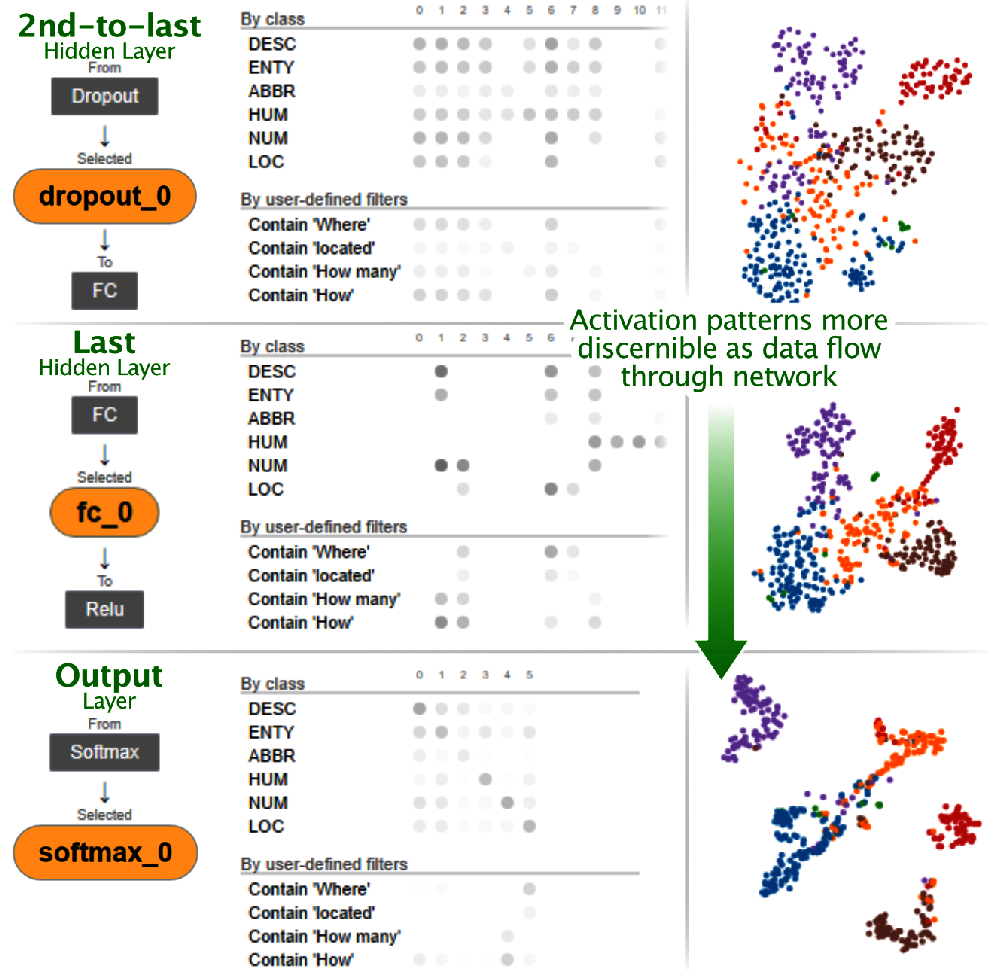 2nd-to-last
Hidden Layer
From
Dropout
Selected
dropout_0
To
FC
By class
0 1 2 3 4 5 6 7 8 9 10 11
DESC
ENTY
ABBR
HUM
NUM
LOC
By user-defined filters
Contain 'Where'
Contain 'located'
Contain 'How many'
Contain 'How'
Activation patterns more
discernible as data flow
through network
Last
Hidden Layer
From
FC
Selected
fc_0
To
Relu
By class
0 1 2 3 4 5 6
DESC
ENTY
ABBR
HUM
NUM
LOC
By user-defined filters
Contain 'Where'
Contain 'located'
Contain 'How many'
Contain 'How'
Output
Layer
From
Softmax
Selected
softmax_0
By class
0 1 2 3 4 5
DESC
ENTY
ABBR
HUM
NUM
LOC
By user-defined filters
Contain 'Where'
Contain 'located'
Contain 'How many'
Contain 'How'